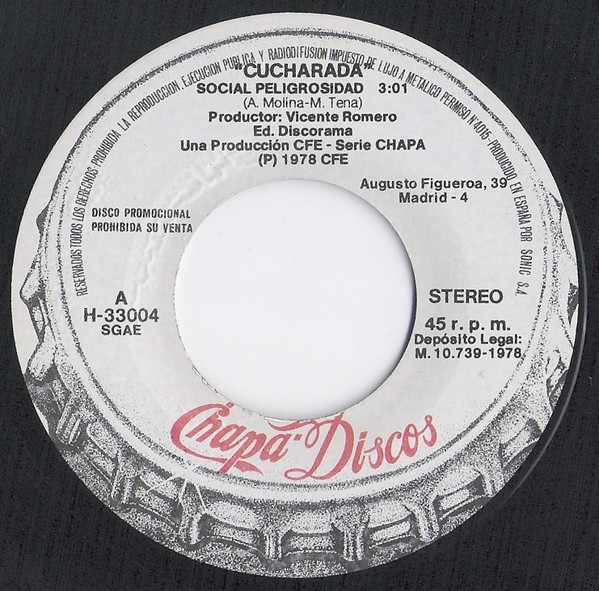 RESERVADOS TODOS LOS DERECHOS PROHIBIDA LA REPRODUCCION, EJECUCION PUBLICA Y RADIODIFUSION IMPUESTO DE LUJO A METALICO PERMISO Nº 4076 PRODUCIDO EN ESPAÑA POR SONIC S.A.
"CUCHARADA"
SOCIAL PELIGROSIDAD 3:01
(A. Molina-M. Tena)
Productor: Vicente Romero
Ed. Discorama
Una Producción CFE - Serie CHAPA
(P) 1978 CFE
Augusto Figueroa, 39
Madrid - 4
DISCO PROMOCIONAL
PROHIBIDA SU VENTA
A
H-33004
SGAE
STEREO
45 r. p. m.
Depósito Legal:
M. 10.739-1978
Chapa-Discos